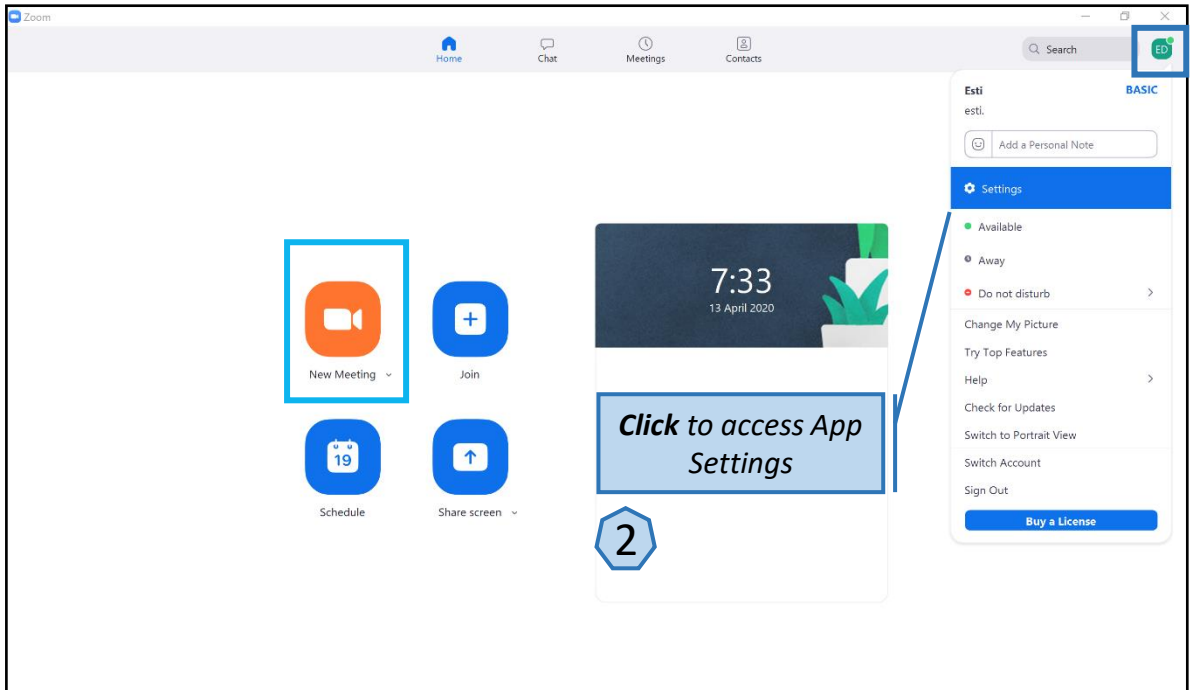 Zoom
Home
Chat
Meetings
Contacts
Search
ED
Esti
BASIC
esti.
Add a Personal Note
Settings
Available
Away
Do not disturb
Change My Picture
Try Top Features
Help
Check for Updates
Switch to Portrait View
Switch Account
Sign Out
Buy a License
New Meeting
Join
19
Schedule
Share screen
7:33
13 April 2020
Click to access App
Settings
2